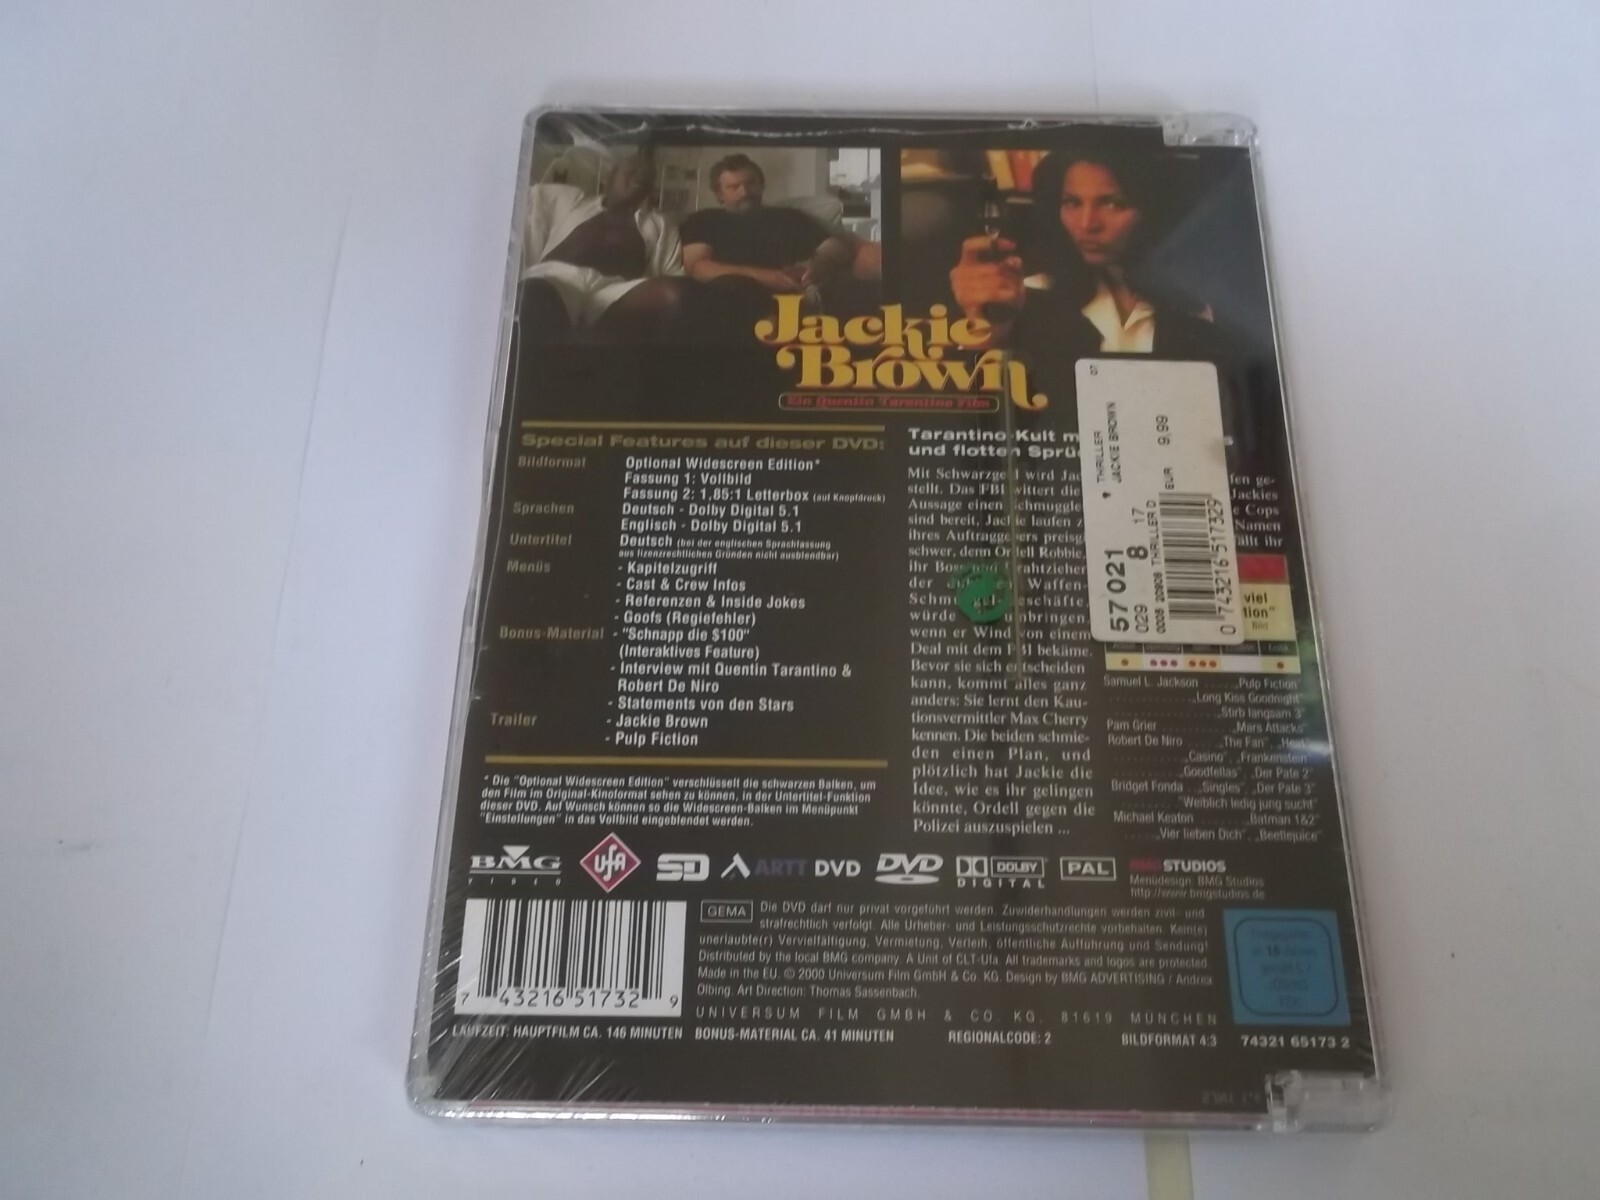 Jackie
Brown
Ein Quentin Tarantino Film
Special Features auf dieser DVD:
Bildformat Optional Widescreen Edition*
Fassung 1: Vollbild
Fassung 2: 1,85:1 Letterbox (auf Knopfdruck)
Sprachen Deutsch - Dolby Digital 5.1
Englisch - Dolby Digital 5.1
Untertitel Deutsch (bei der englischen Sprachfassung
aus lizenzrechtlichen Gründen nicht ausblendbar)
Menüs - Kapitelzugriff
- Cast & Crew Infos
- Referenzen & Inside Jokes
- Goofs (Regiefehler)
Bonus-Material - "Schnapp die $100"
(Interaktives Feature)
- Interview mit Quentin Tarantino &
Robert De Niro
- Statements von den Stars
Trailer - Jackie Brown
- Pulp Fiction
* Die "Optional Widescreen Edition" verschlüsselt die schwarzen Balken, um
den Film im Original-Kinoformat sehen zu können, in der Untertitel-Funktion
dieser DVD. Auf Wunsch können so die Widescreen-Balken im Menüpunkt
"Einstellungen" in das Vollbild eingeblendet werden.
Tarantino-Kult
und flotten
Mit wird
stellt. Das FBI wittert
Aussage einen
sind bereit, Jackie laufen
ihres Auftraggebers
schwer, denn Ordell Robbie,
ihr Boss und Drahtzieher
der Waffen-
würde umbringen,
wenn er Wind von einem
Deal mit dem FBI bekäme.
Bevor sie sich entscheiden
kann, kommt alles ganz
anders: Sie lernt den Kau-
tionsvermittler Max Cherry
kennen. Die beiden schmie-
den einen Plan, und
plötzlich hat Jackie die
Idee, wie es ihr gelingen
könnte, Ordell gegen die
Polizei auszuspielen ...
Jackies
Cops
Namen
ihr
viel
Bild
07
THRILLER
JACKIE BROWN
EUR 9,99
57 021
029 8 17
THRILLER D
0 743216 517329
Samuel L. Jackson ...... „Pulp Fiction"
„Long Kiss Goodnight"
„Stirb langsam 3"
Pam Grier ...... „Mars Attacks"
Robert De Niro ...... „The Fan", „Heat"
„Casino", „Frankenstein"
„Goodfellas", „Der Pate 2"
Bridget Fonda ... „Singles", „Der Pate 3"
"Weiblich ledig jung sucht"
Michael Keaton ...... „Batman 1&2"
„Vier lieben Dich", „Beetlejuice"
BMG
VIDEO
UfA
SD
ARTT DVD
DVD
DOLBY
DIGITAL
PAL
BMG STUDIOS
Menüdesign: BMG Studios
http://www.bmgstudios.de
GEMA Die DVD darf nur privat vorgeführt werden. Zuwiderhandlungen werden zivil- und
strafrechtlich verfolgt. Alle Urheber- und Leistungsschutzrechte vorbehalten. Kein(e)
unerlaubte(r) Vervielfältigung, Vermietung, Verleih, öffentliche Aufführung und Sendung!
Distributed by the local BMG company. A Unit of CLT-Ufa. All trademarks and logos are protected.
Made in the EU. © 2000 Universum Film GmbH & Co. KG. Design by BMG ADVERTISING / Andrea
Olbing. Art Direction: Thomas Sassenbach.
UNIVERSUM FILM GMBH & CO. KG. 81619 MÜNCHEN
7 43216 51732 9
LAUFZEIT: HAUPTFILM CA. 146 MINUTEN BONUS-MATERIAL CA. 41 MINUTEN REGIONALCODE: 2 BILDFORMAT 4:3 74321 65173 2